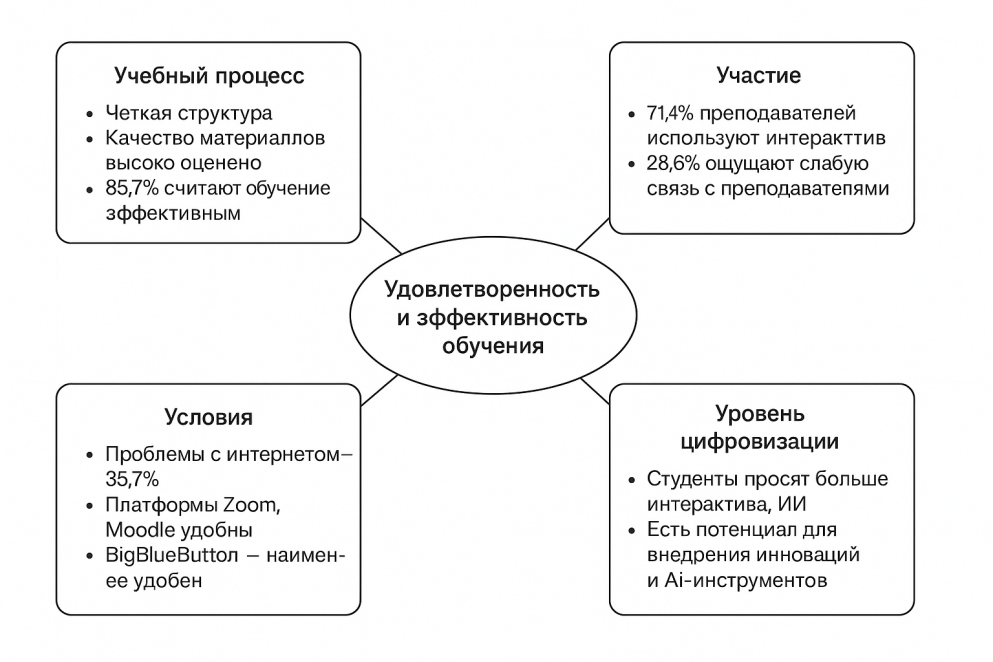 Учебный процесс
• Четкая структура
• Качество материаллов
высоко оценено
• 85,7% считают обучение
зффективным
Участие
• 71,4% преподавателей
используют интеракттив
• 28,6% ощущают слабую
связь с преподаватепями
Удовлетворенность
и зффективность
обучения
Условия
• Проблемы с интернетом–
35,7%
• Платформы Zoom,
Moodle удобны
• BigBlueButtoл – наимен-
ее удобен
Уровень
цифровизации
• Студенты просят больше
интерактива, ИИ
• Есть потенциал для
внедрения инноваций
и Ai-инструментов